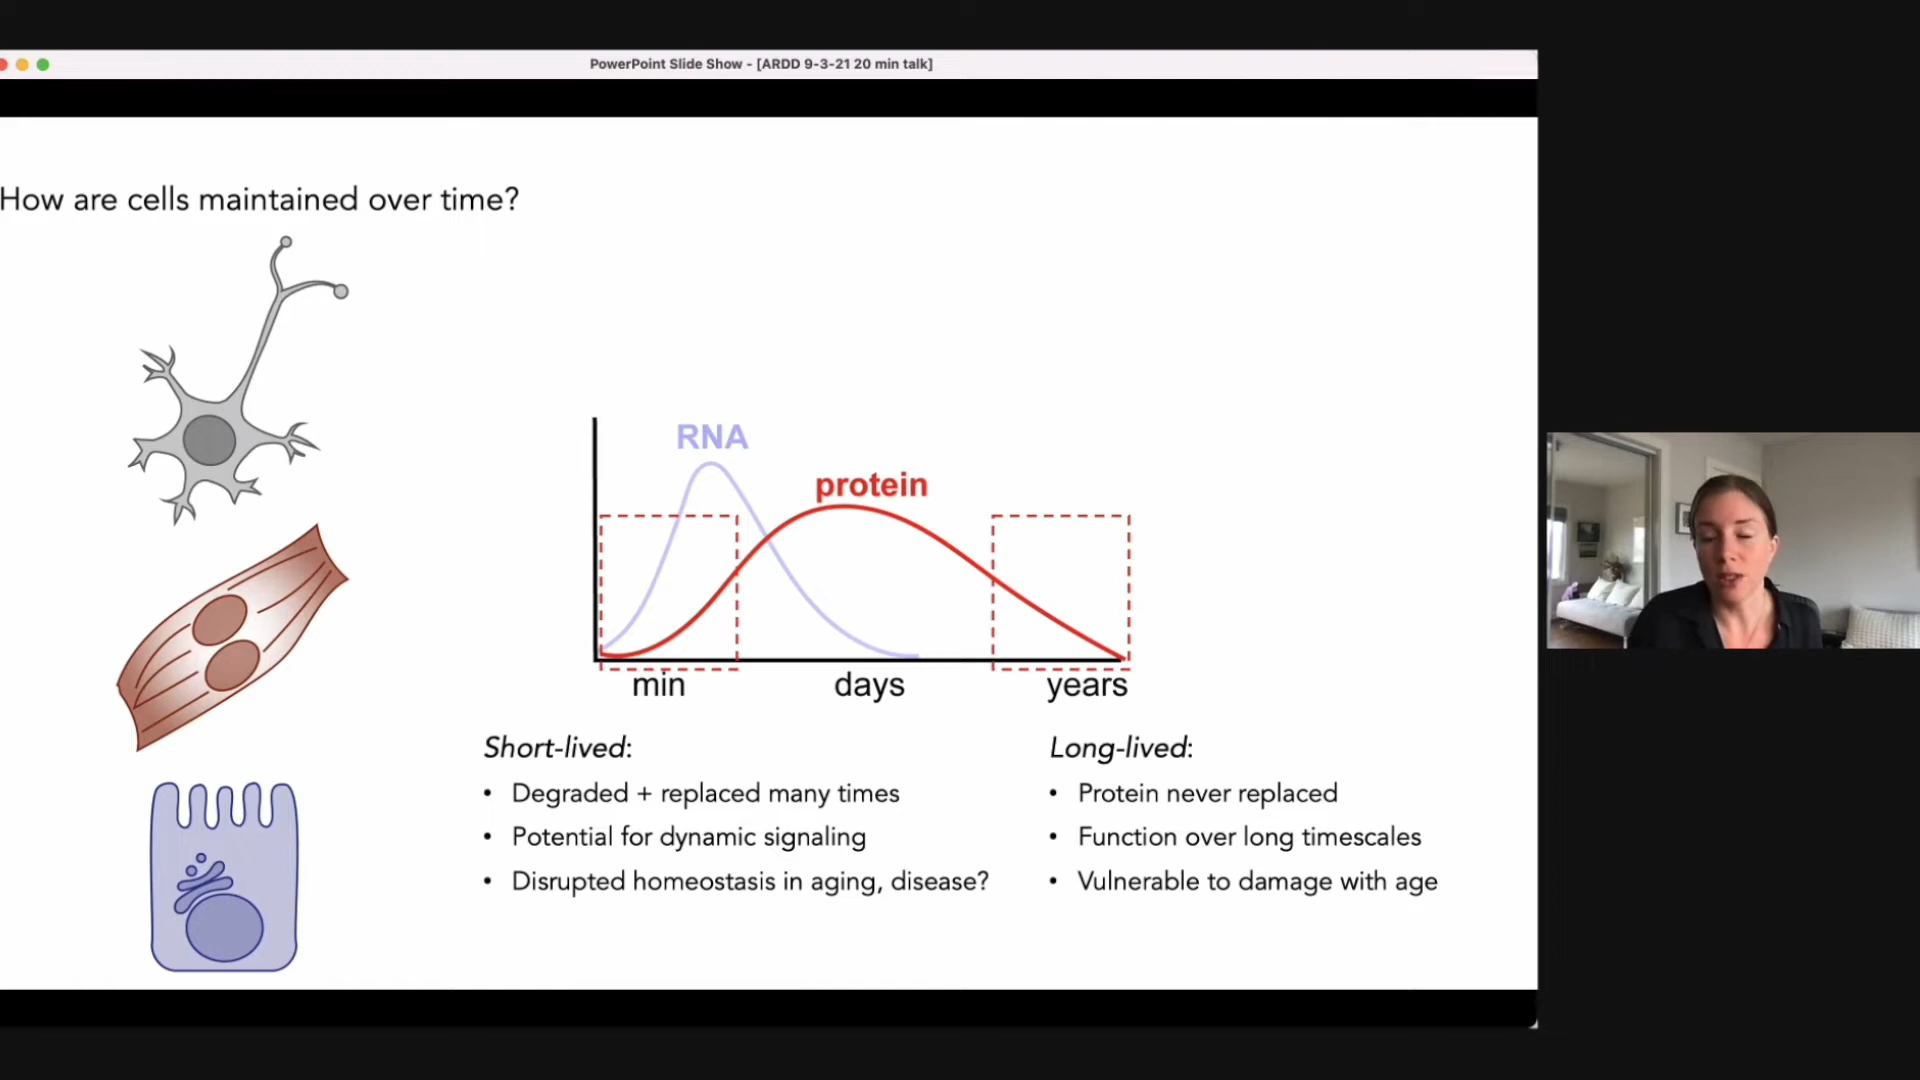 PowerPoint Slide Show - [ARDD 9-3-21 20 min talk]
How are cells maintained over time?
RNA
protein
min
days
years
Short-lived:
• Degraded + replaced many times
• Potential for dynamic signaling
• Disrupted homeostasis in aging, disease?
Long-lived:
• Protein never replaced
• Function over long timescales
• Vulnerable to damage with age